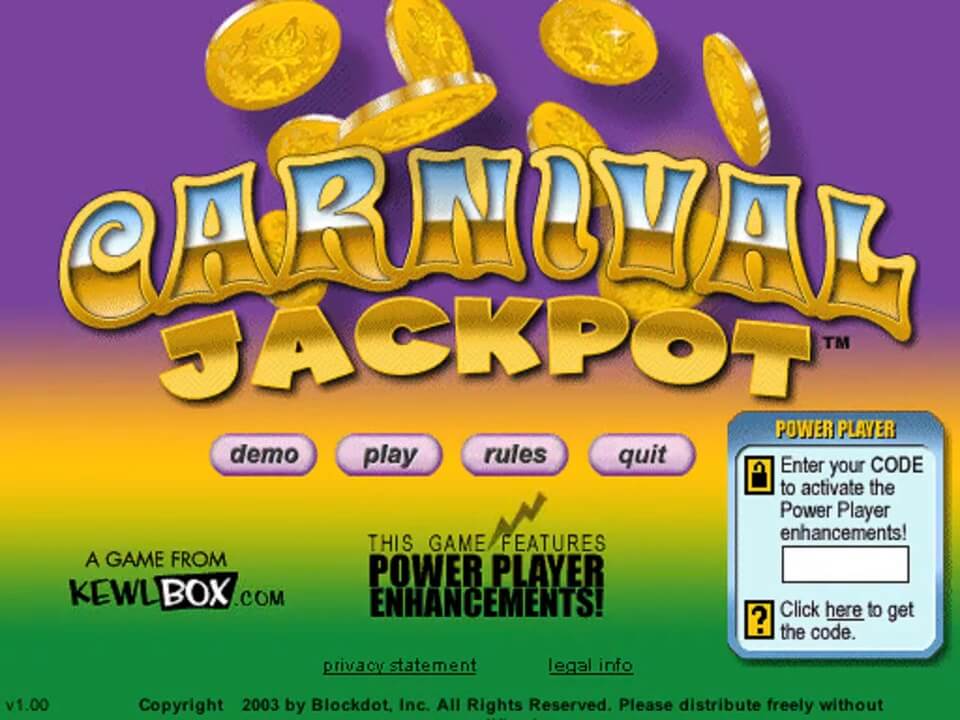 CARNIVAL
JACKPOT™
demo play rules quit
POWER PLAYER
Enter your CODE
to activate the
Power Player
enhancements!
Click here to get
the code.
A GAME FROM
KEWLBOX.COM
THIS GAME FEATURES
POWER PLAYER
ENHANCEMENTS!
privacy statement legal info
v1.00 Copyright 2003 by Blockdot, Inc. All Rights Reserved. Please distribute freely without